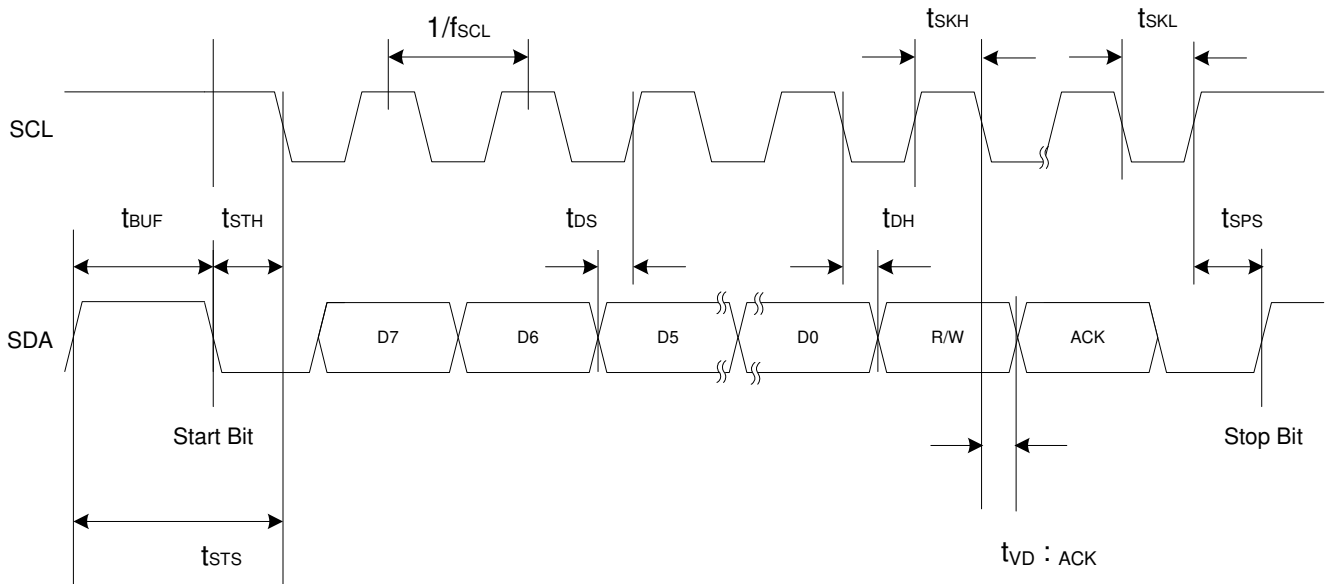 1/fSCL
tSKH
tSKL
SCL
tBUF
tSTH
tDS
tDH
tSPS
SDA
D7
D6
D5
D0
R/W
ACK
Start Bit
Stop Bit
tSTS
tVD : ACK